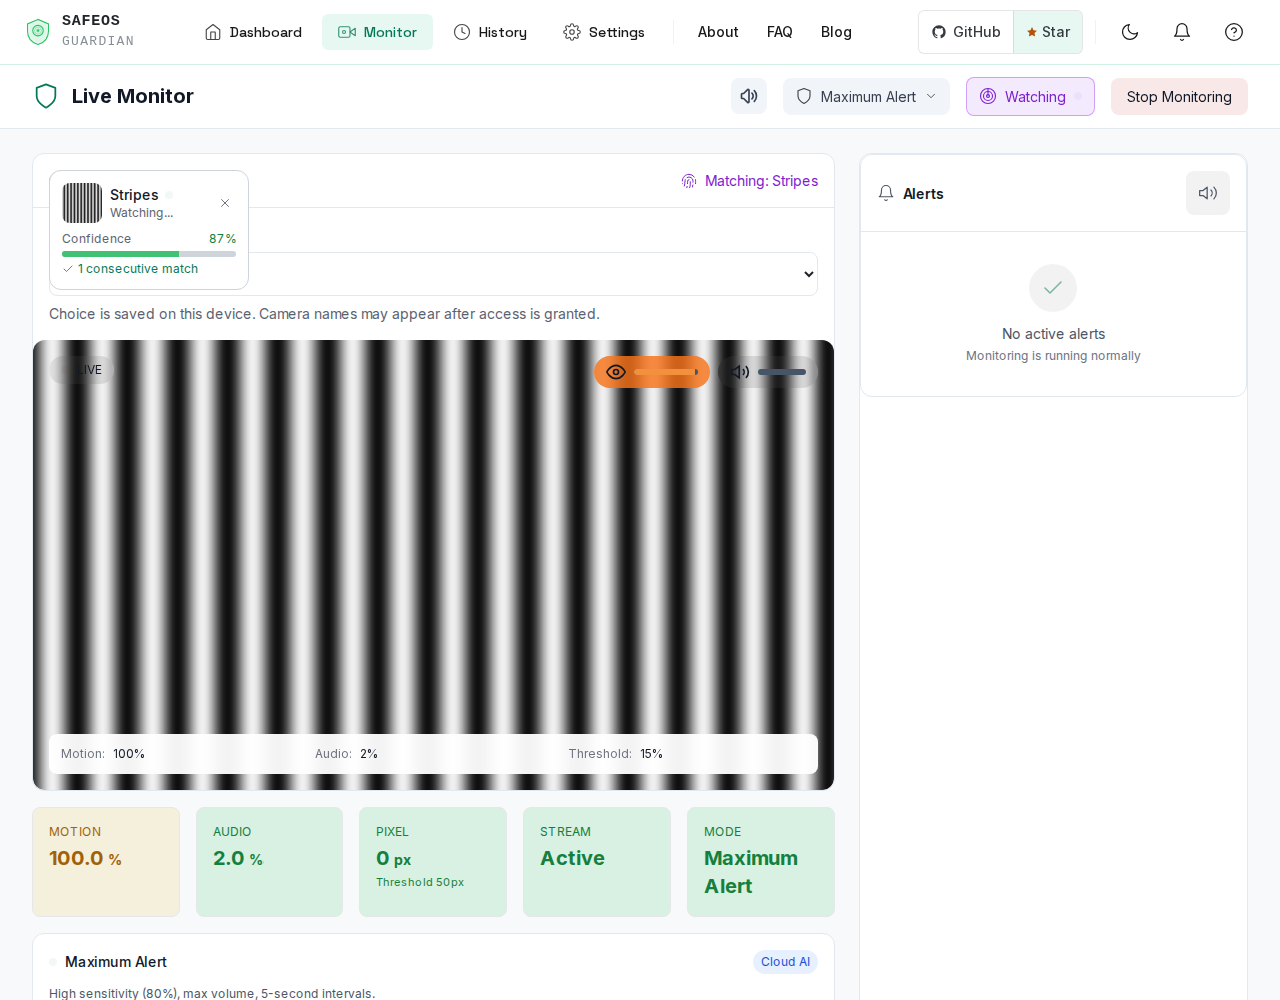 SAFEOS
GUARDIAN
Dashboard
Monitor
History
Settings
About
FAQ
Blog
GitHub
Star
Live Monitor
Maximum Alert
Watching
Stop Monitoring
Stripes
Watching...
Confidence
87%
1 consecutive match
Matching: Stripes
Choice is saved on this device. Camera names may appear after access is granted.
LIVE
Motion: 100%
Audio: 2%
Threshold: 15%
MOTION
100.0 %
AUDIO
2.0 %
PIXEL
0 px
Threshold 50px
STREAM
Active
MODE
Maximum
Alert
Maximum Alert
Cloud AI
High sensitivity (80%), max volume, 5-second intervals.
Alerts
No active alerts
Monitoring is running normally